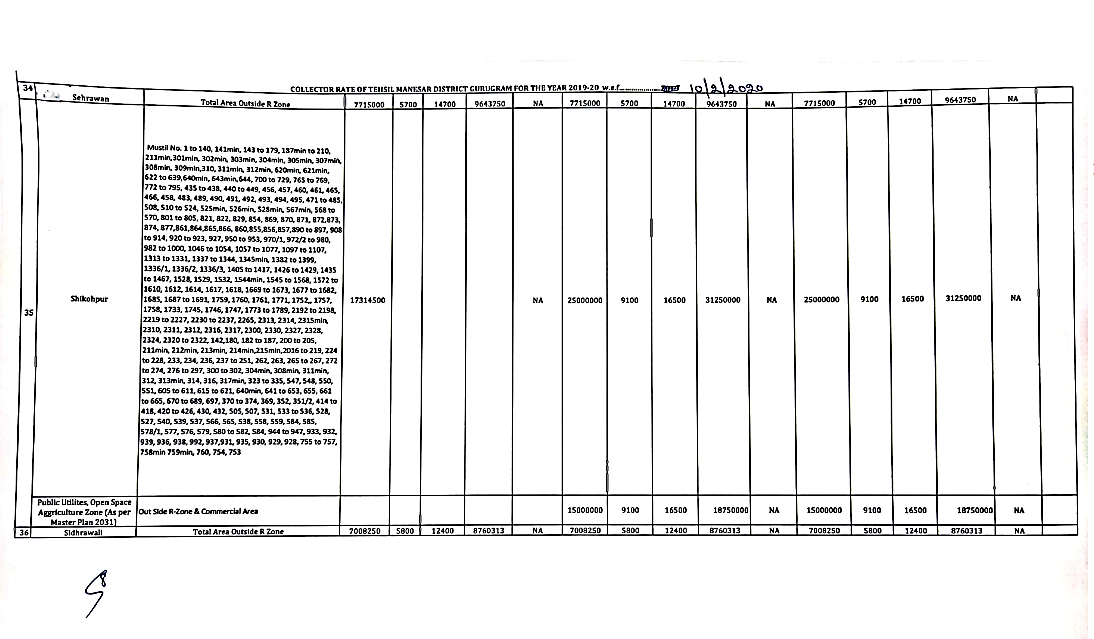 COLLECTOR RATE OF TEHSIL MANESAR DISTRICT GURUGRAM FOR THE YEAR 2019-20 w.e.f.................... 10/2/2020
34 Sehrawan Total Area Outside R Zone 7715000 5700 14700 9643750 NA 7715000 5700 14700 9643750 NA 7715000 5700 14700 9643750 NA
35 Shikohpur 17314500 NA 25000000 9100 16500 31250000 NA 25000000 9100 16500 31250000 NA
Mustil No. 1 to 140, 141min, 143 to 179, 187min to 210,
211min,301min, 302min, 303min, 304min, 305min, 307min,
308min, 309min,310, 311min, 312min, 620min, 621min,
622 to 639,640min, 643min,644, 700 to 729, 765 to 769,
772 to 795, 435 to 438, 440 to 449, 456, 457, 460, 461, 465,
466, 458, 483, 489, 490, 491, 492, 493, 494, 495, 471 to 485,
508, 510 to 524, 525min, 526min, 528min, 567min, 568 to
570, 801 to 805, 821, 822, 829, 854, 869, 870, 871, 872,873,
874, 877,861,864,865,866, 860,855,856,857,890 to 897, 908
to 914, 920 to 923, 927, 950 to 953, 970/1, 972/2 to 980,
982 to 1000, 1046 to 1054, 1057 to 1077, 1097 to 1107,
1313 to 1331, 1337 to 1344, 1345min, 1382 to 1399,
1336/1, 1336/2, 1336/3, 1405 to 1417, 1426 to 1429, 1435
to 1467, 1528, 1529, 1532, 1544min, 1545 to 1568, 1572 to
1610, 1612, 1614, 1617, 1618, 1669 to 1673, 1677 to 1682,
1685, 1687 to 1691, 1759, 1760, 1761, 1771, 1752,, 1757,
1758, 1733, 1745, 1746, 1747, 1773 to 1789, 2192 to 2198,
2219 to 2227, 2230 to 2237, 2265, 2313, 2314, 2315min,
2310, 2311, 2312, 2316, 2317, 2300, 2330, 2327, 2328,
2324, 2320 to 2322, 142,180, 182 to 187, 200 to 205,
211min, 212min, 213min, 214min,215min,2016 to 219, 224
to 228, 233, 234, 236, 237 to 251, 262, 263, 265 to 267, 272
to 274, 276 to 297, 300 to 302, 304min, 308min, 311min,
312, 313min, 314, 316, 317min, 323 to 335, 547, 548, 550,
551, 605 to 611, 615 to 621, 640min, 641 to 653, 655, 661
to 665, 670 to 689, 697, 370 to 374, 369, 352, 351/2, 414 to
418, 420 to 426, 430, 432, 505, 507, 531, 533 to 536, 528,
527, 540, 539, 537, 566, 565, 538, 558, 559, 584, 585,
578/1, 577, 576, 579, 580 to 582, 584, 944 to 947, 933, 932,
939, 936, 938, 992, 937,931, 935, 930, 929, 928, 755 to 757,
758min 759min, 760, 754, 753
Public Utilites, Open Space
Aggriculture Zone (As per
Master Plan 2031)
Out Side R-Zone & Commercial Area 15000000 9100 16500 18750000 NA 15000000 9100 16500 18750000 NA
36 Sidhrawali Total Area Outside R Zone 7008250 5800 12400 8760313 NA 7008250 5800 12400 8760313 NA 7008250 5800 12400 8760313 NA